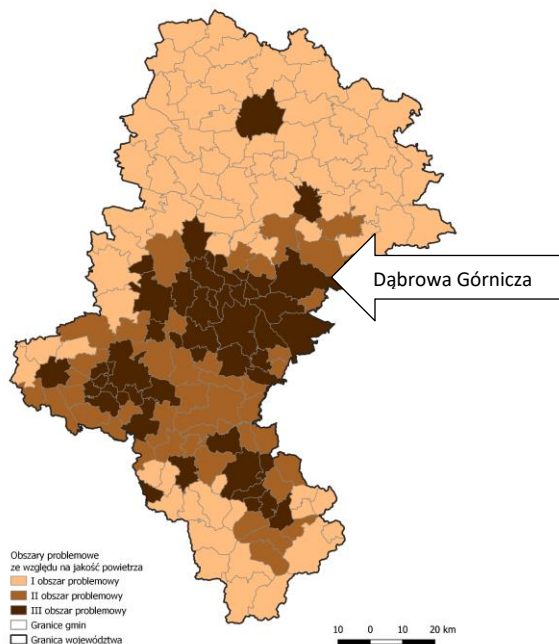 Dąbrowa Górnicza
Obszary problemowe
ze względu na jakość powietrza
I obszar problemowy
II obszar problemowy
III obszar problemowy
Granice gmin
Granica województwa
10 0 10 20 km